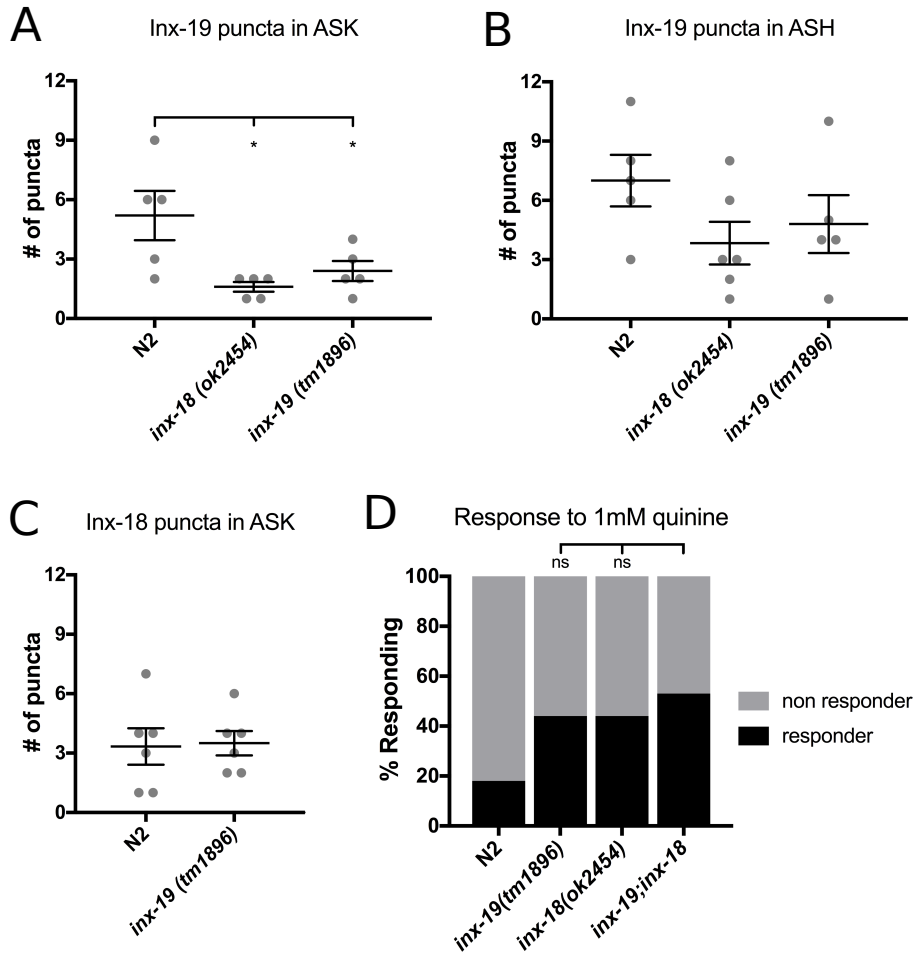 A
Inx-19 puncta in ASK
# of puncta
12
9
6
3
0
*
*
N2
inx-18 (ok2454)
inx-19 (tm1896)
B
Inx-19 puncta in ASH
# of puncta
12
9
6
3
0
N2
inx-18 (ok2454)
inx-19 (tm1896)
C
Inx-18 puncta in ASK
# of puncta
12
9
6
3
0
N2
inx-19 (tm1896)
D
Response to 1mM quinine
ns
ns
% Responding
100
80
60
40
20
0
N2
inx-19(tm1896)
inx-18(ok2454)
inx-19;inx-18
non responder
responder